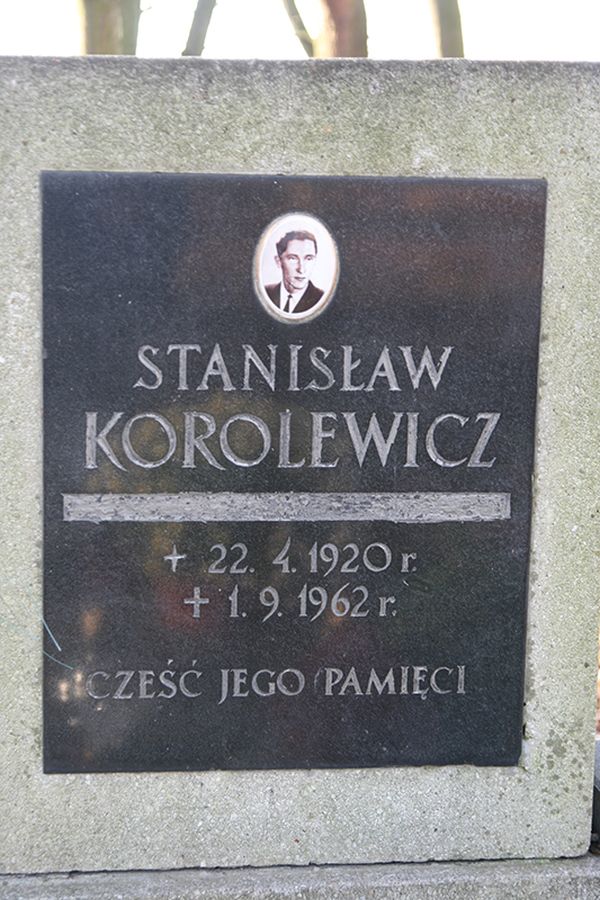 STANISŁAW
KOROLEWICZ
+ 22. 4. 1920 r.
+ 1. 9. 1962 r.
CZEŚĆ JEGO PAMIĘCI